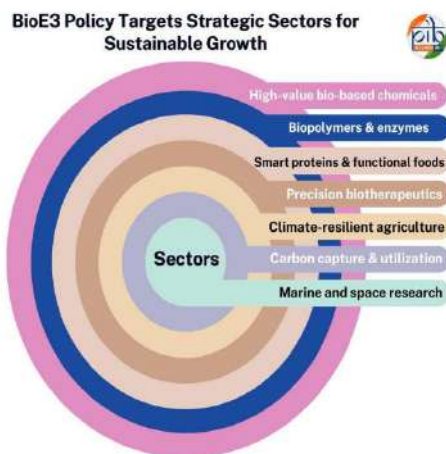 BioE3 Policy Targets Strategic Sectors for
Sustainable Growth
pib
High-value bio-based chemicals
Biopolymers & enzymes
Smart proteins & functional foods
Precision biotherapeutics
Climate-resilient agriculture
Sectors
Carbon capture & utilization
Marine and space research